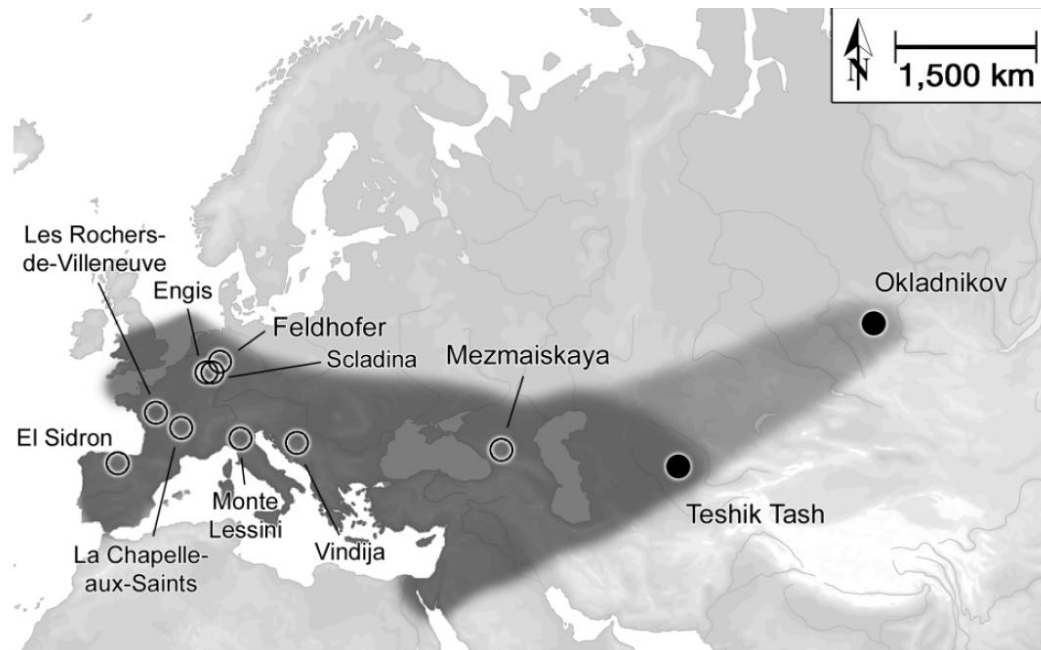 N
1,500 km
Les Rochers-
de-Villeneuve
Engis
Feldhofer
Scladina
Mezmaiskaya
Okladnikov
El Sidron
Monte
Lessini
Vindija
Teshik Tash
La Chapelle-
aux-Saints